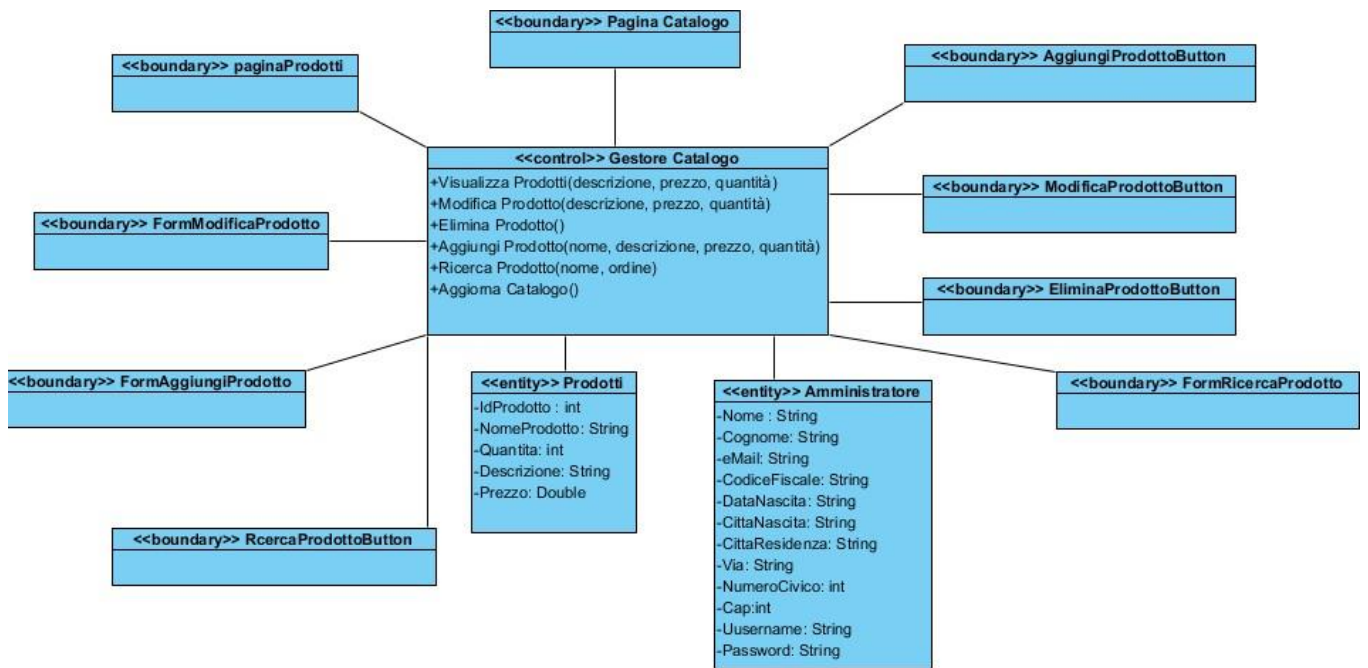 <<boundary>> Pagina Catalogo
<<boundary>> paginaProdotti
<<boundary>> AggiungiProdottoButton
<<control>> Gestore Catalogo
+Visualizza Prodotti(descrizione, prezzo, quantità)
+Modifica Prodotto(descrizione, prezzo, quantità)
+Elimina Prodotto()
+Aggiungi Prodotto(nome, descrizione, prezzo, quantità)
+Ricerca Prodotto(nome, ordine)
+Aggiorna Catalogo()
<<boundary>> ModificaProdottoButton
<<boundary>> FormModificaProdotto
<<boundary>> EliminaProdottoButton
<<boundary>> FormAggiungiProdotto
<<entity>> Prodotti
-IdProdotto : int
-NomeProdotto: String
-Quantita: int
-Descrizione: String
-Prezzo: Double
<<entity>> Amministratore
-Nome : String
-Cognome: String
-eMail: String
-CodiceFiscale: String
-DataNascita: String
-CittaNascita: String
-CittaResidenza: String
-Via: String
-NumeroCivico: int
-Cap:int
-Uusername: String
-Password: String
<<boundary>> FormRicercaProdotto
<<boundary>> RcercaProdottoButton